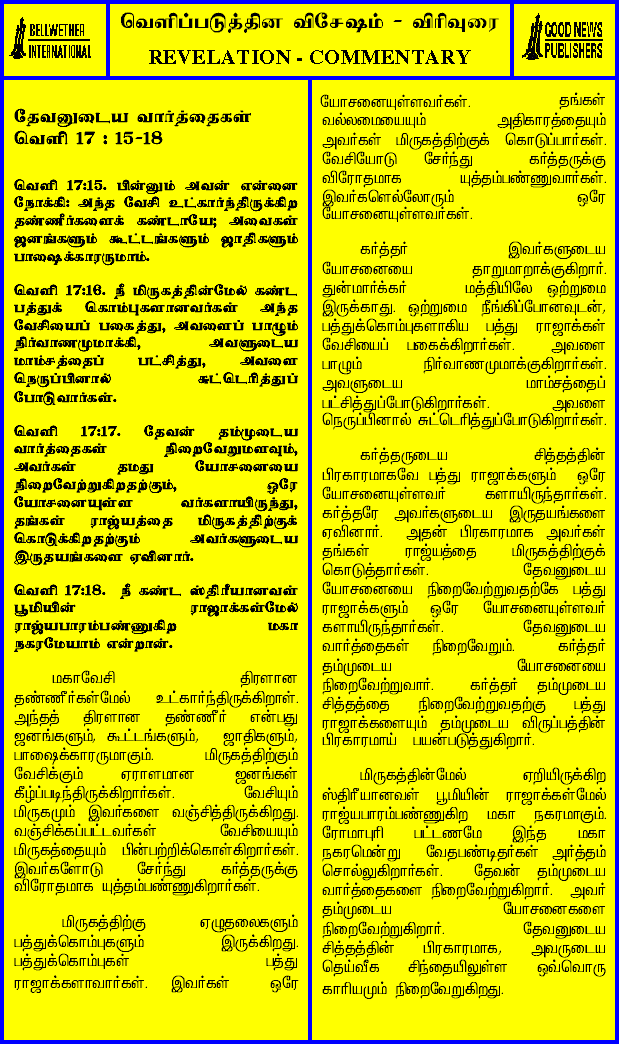 BELLWETHER
INTERNATIONAL
வெளிப்படுத்தின விசேஷம் - விரிவுரை
REVELATION - COMMENTARY
GOOD NEWS
PUBLISHERS
தேவனுடைய வார்த்தைகள்
வெளி 17 : 15-18
வெளி 17:15. பின்னும் அவன் என்னை
நோக்கி: அந்த வேசி உட்கார்ந்திருக்கிற
தண்ணீர்களைக் கண்டாயே; அவைகள்
ஜனங்களும் கூட்டங்களும் ஜாதிகளும்
பாஷைக்காரருமாம்.
வெளி 17:16. நீ மிருகத்தின்மேல் கண்ட
பத்துக் கொம்புகளானவர்கள் அந்த
வேசியைப் பகைத்து, அவளைப் பாழும்
நிர்வாணமுமாக்கி, அவளுடைய
மாம்சத்தைப் பட்சித்து, அவளை
நெருப்பினால் சுட்டெரித்துப்
போடுவார்கள்.
வெளி 17:17. தேவன் தம்முடைய
வார்த்தைகள் நிறைவேறுமளவும்,
அவர்கள் தமது யோசனையை
நிறைவேற்றுகிறதற்கும், ஒரே
யோசனையுள்ள வர்களாயிருந்து,
தங்கள் ராஜ்யத்தை மிருகத்திற்குக்
கொடுக்கிறதற்கும் அவர்களுடைய
இருதயங்களை ஏவினார்.
வெளி 17:18. நீ கண்ட ஸ்திரீயானவள்
பூமியின் ராஜாக்கள்மேல்
ராஜ்யபாரம்பண்ணுகிற மகா
நகரமேயாம் என்றான்.
மகாவேசி திரளான
தண்ணீர்கள்மேல் உட்கார்ந்திருக்கிறாள்.
அந்தத் திரளான தண்ணீர் என்பது
ஜனங்களும், கூட்டங்களும், ஜாதிகளும்,
பாஷைக்காரருமாகும். மிருகத்திற்கும்
வேசிக்கும் ஏராளமான ஜனங்கள்
கீழ்ப்படிந்திருக்கிறார்கள். வேசியும்
மிருகமும் இவர்களை வஞ்சித்திருக்கிறது.
வஞ்சிக்கப்பட்டவர்கள் வேசியையும்
மிருகத்தையும் பின்பற்றிக்கொள்கிறார்கள்.
இவர்களோடு சேர்ந்து கர்த்தருக்கு
விரோதமாக யுத்தம்பண்ணுகிறார்கள்.
மிருகத்திற்கு ஏழுதலைகளும்
பத்துக்கொம்புகளும் இருக்கிறது.
பத்துக்கொம்புகள் பத்து
ராஜாக்களாவார்கள். இவர்கள் ஒரே
யோசனையுள்ளவர்கள். தங்கள்
வல்லமையையும் அதிகாரத்தையும்
அவர்கள் மிருகத்திற்குக் கொடுப்பார்கள்.
வேசியோடு சேர்ந்து கர்த்தருக்கு
விரோதமாக யுத்தம்பண்ணுவார்கள்.
இவர்களெல்லோரும் ஒரே
யோசனையுள்ளவர்கள்.
கர்த்தர் இவர்களுடைய
யோசனையை தாறுமாறாக்குகிறார்.
துன்மார்க்கர் மத்தியிலே ஒற்றுமை
இருக்காது. ஒற்றுமை நீங்கிப்போனவுடன்,
பத்துக்கொம்புகளாகிய பத்து ராஜாக்கள்
வேசியைப் பகைக்கிறார்கள். அவளை
பாழும் நிர்வாணமுமாக்குகிறார்கள்.
அவளுடைய மாம்சத்தைப்
பட்சித்துப்போடுகிறார்கள். அவளை
நெருப்பினால் சுட்டெரித்துப்போடுகிறார்கள்.
கர்த்தருடைய சித்தத்தின்
பிரகாரமாகவே பத்து ராஜாக்களும் ஒரே
யோசனையுள்ளவர் களாயிருந்தார்கள்.
கர்த்தரே அவர்களுடைய இருதயங்களை
ஏவினார். அதன் பிரகாரமாக அவர்கள்
தங்கள் ராஜ்யத்தை மிருகத்திற்குக்
கொடுத்தார்கள். தேவனுடைய
யோசனையை நிறைவேற்றுவதற்கே பத்து
ராஜாக்களும் ஒரே யோசனையுள்ளவர்
களாயிருந்தார்கள். தேவனுடைய
வார்த்தைகள் நிறைவேறும். கர்த்தர்
தம்முடைய யோசனையை
நிறைவேற்றுவார். கர்த்தர் தம்முடைய
சித்தத்தை நிறைவேற்றுவதற்கு பத்து
ராஜாக்களையும் தம்முடைய விருப்பத்தின்
பிரகாரமாய் பயன்படுத்துகிறார்.
மிருகத்தின்மேல் ஏறியிருக்கிற
ஸ்திரீயானவள் பூமியின் ராஜாக்கள்மேல்
ராஜ்யபாரம்பண்ணுகிற மகா நகரமாகும்.
ரோமாபுரி பட்டணமே இந்த மகா
நகரமென்று வேதபண்டிதர்கள் அர்த்தம்
சொல்லுகிறார்கள். தேவன் தம்முடைய
வார்த்தைகளை நிறைவேற்றுகிறார். அவர்
தம்முடைய யோசனைகளை
நிறைவேற்றுகிறார். தேவனுடைய
சித்தத்தின் பிரகாரமாக, அவருடைய
தெய்வீக சிந்தையிலுள்ள ஒவ்வொரு
காரியமும் நிறைவேறுகிறது.